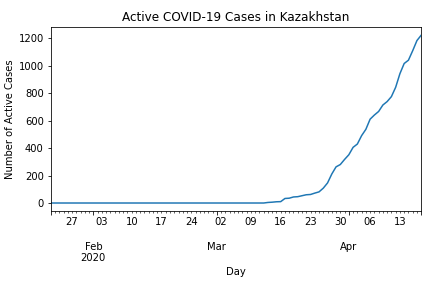 Active COVID-19 Cases in Kazakhstan
Number of Active Cases
1200
1000
800
600
400
200
0
27 03 10 17 24 02 09 16 23 30 06 13
Feb Mar Apr
2020
Day